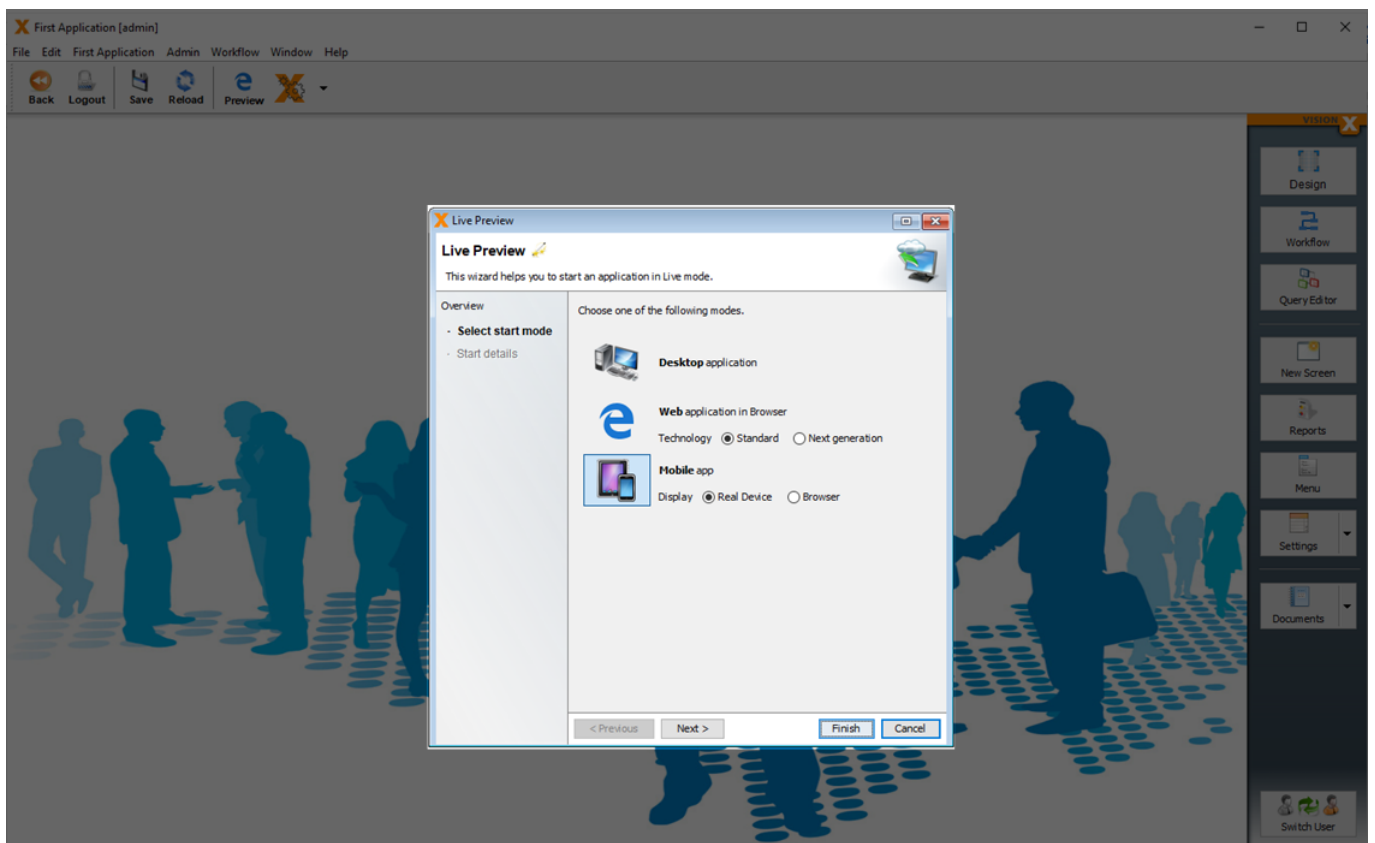 First Application [admin]
File Edit First Application Admin Workflow Window Help
Back Logout Save Reload Preview
VISION X
Design
Workflow
Query Editor
New Screen
Reports
Menu
Settings
Documents
Switch User
Live Preview
Live Preview
This wizard helps you to start an application in Live mode.
Overview
· Select start mode
· Start details
Choose one of the following modes.
Desktop application
Web application in Browser
Technology Standard Next generation
Mobile app
Display Real Device Browser
< Previous Next > Finish Cancel